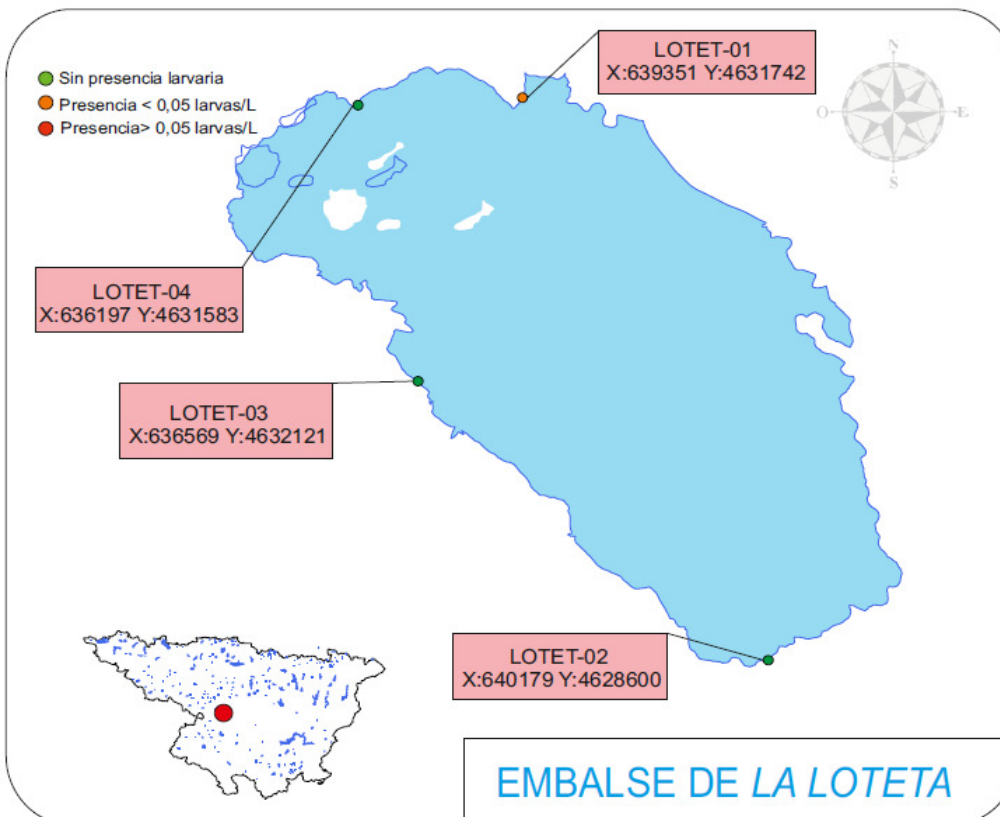 LOTET-01
X:639351 Y:4631742
Sin presencia larvaria
Presencia < 0,05 larvas/L
Presencia> 0,05 larvas/L
N
O
E
S
LOTET-04
X:636197 Y:4631583
LOTET-03
X:636569 Y:4632121
LOTET-02
X:640179 Y:4628600
EMBALSE DE LA LOTETA